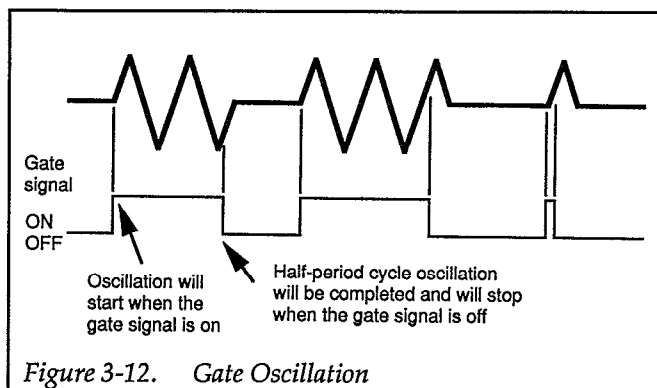 Gate
signal
ON
OFF
Oscillation will
start when the
gate signal is on
Half-period cycle oscillation
will be completed and will stop
when the gate signal is off
Figure 3-12. Gate Oscillation